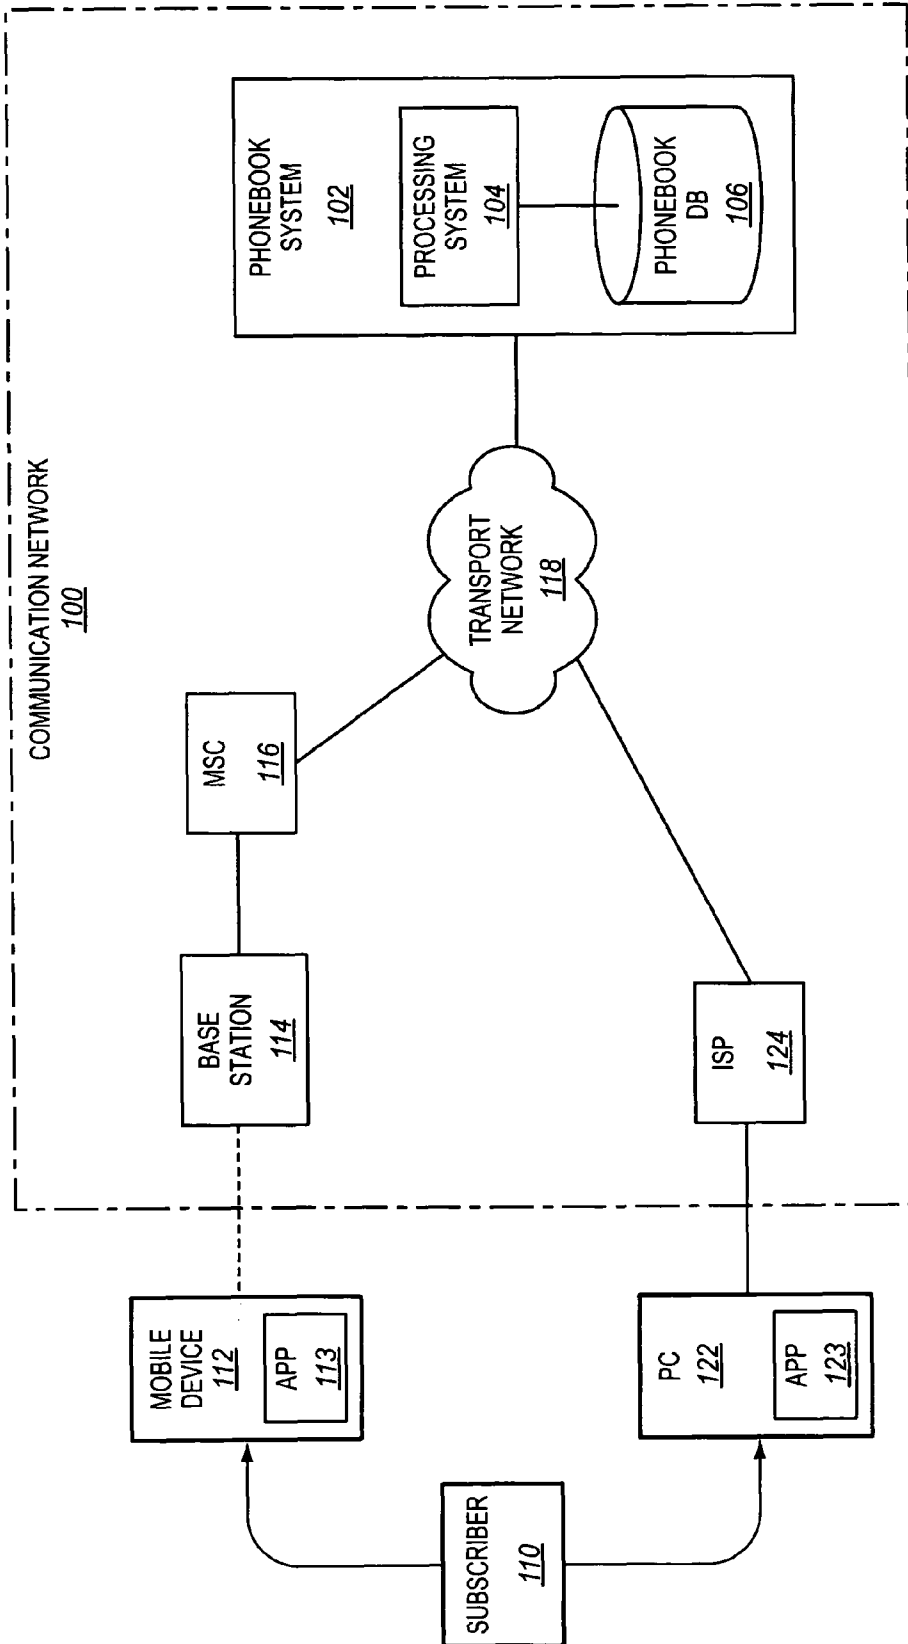 COMMUNICATION NETWORK
100
SUBSCRIBER
110
MOBILE
DEVICE
112
APP
113
PC
122
APP
123
BASE
STATION
114
MSC
116
ISP
124
TRANSPORT
NETWORK
118
PHONEBOOK
SYSTEM
102
PROCESSING
SYSTEM
104
PHONEBOOK
DB
106